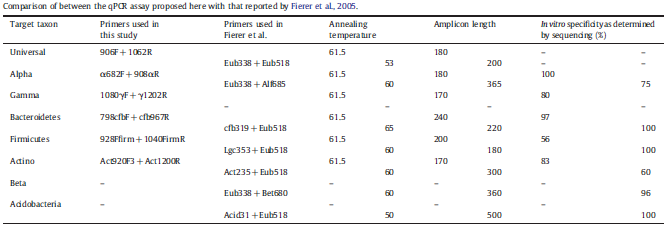 Comparison of between the qPCR assay proposed here with that reported by Fierer et al., 2005.
Target taxon Primers used in this study Primers used in Fierer et al. Annealing temperature Amplicon length In vitro specificity as determined by sequencing (%)
Universal 906F + 1062R 61.5 180 –
Eub338 + Eub518 53 200 –
Alpha α682F + 908αR 61.5 180 100
Eub338 + Alf685 60 365 75
Gamma 1080γF + γ1202R 61.5 170 80
– – – –
Bacteroidetes 798cfbF + cfb967R 61.5 240 97
cfb319 + Eub518 65 220 100
Firmicutes 928Ffirm + 1040FirmR 61.5 200 56
Lgc353 + Eub518 60 180 100
Actino Act920F3 + Act1200R 61.5 170 83
Act235 + Eub518 60 300 60
Beta – – – –
Eub338 + Bet680 60 360 96
Acidobacteria – – – –
Acid31 + Eub518 50 500 100